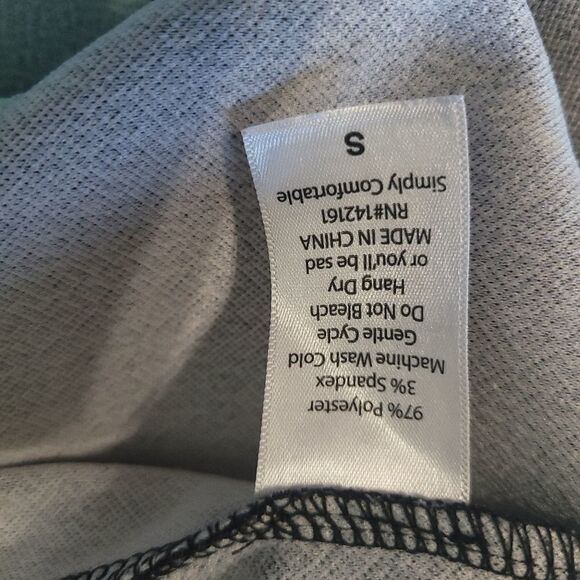 97% Polyester
3% Spandex
Machine Wash Cold
Gentle Cycle
Do Not Bleach
Hang Dry
or you'll be sad
MADE IN CHINA
RN#142161
Simply Comfortable
S